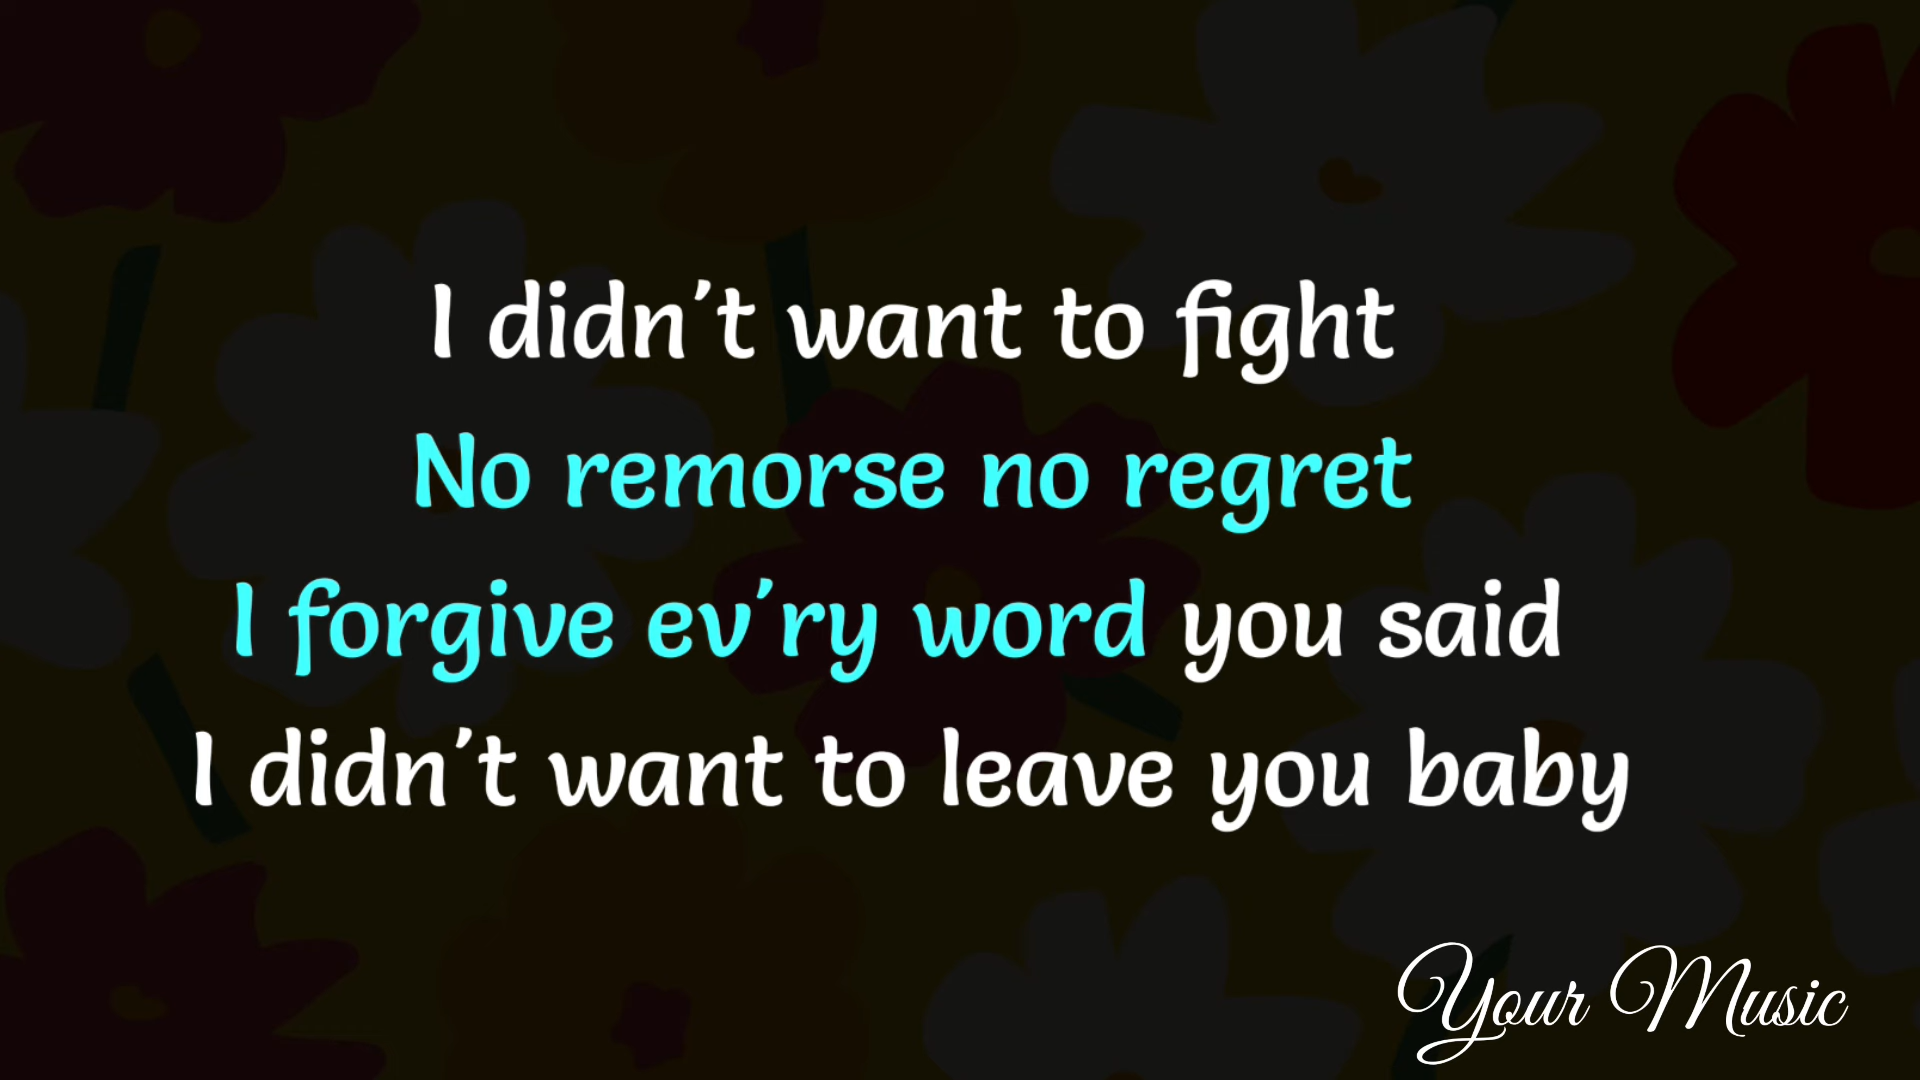 I didn't want to fight
No remorse no regret
I forgive ev'ry word you said
I didn't want to leave you baby
Your Music